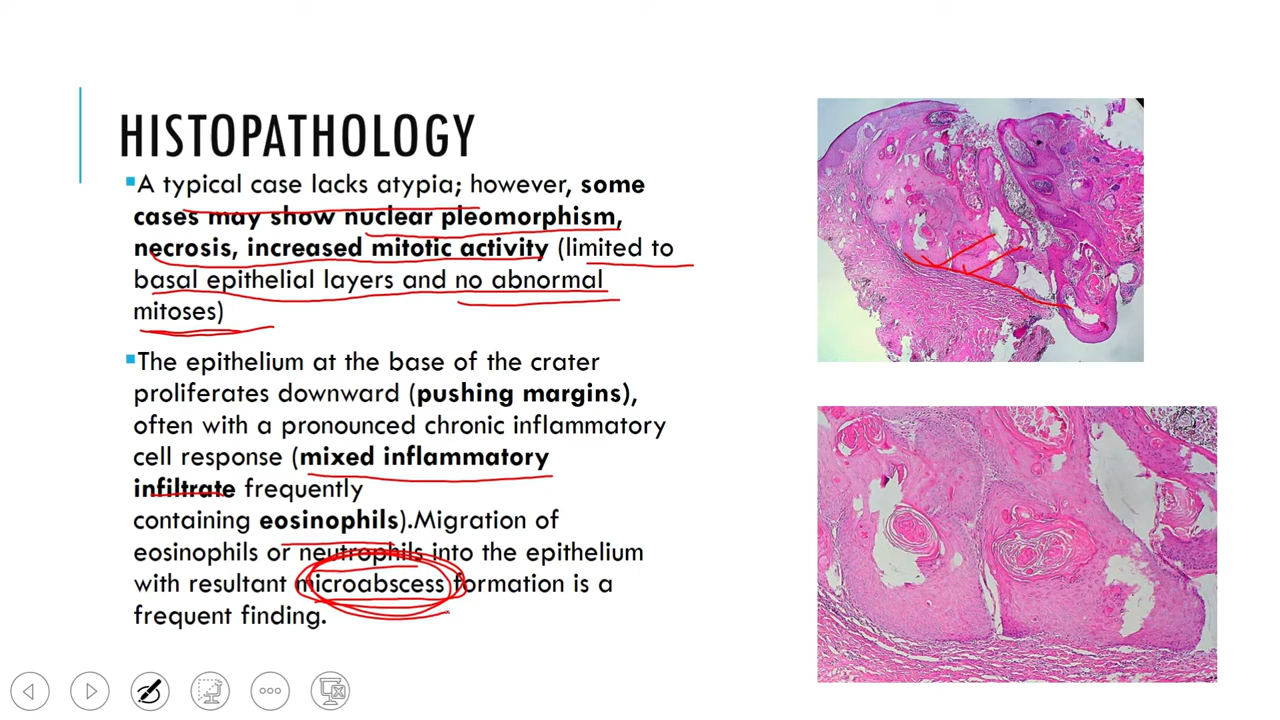 HISTOPATHOLOGY
▪A typical case lacks atypia; however, some
cases may show nuclear pleomorphism,
necrosis, increased mitotic activity (limited to
basal epithelial layers and no abnormal
mitoses)
▪The epithelium at the base of the crater
proliferates downward (pushing margins),
often with a pronounced chronic inflammatory
cell response (mixed inflammatory
infiltrate frequently
containing eosinophils).Migration of
eosinophils or neutrophils into the epithelium
with resultant microabscess formation is a
frequent finding.